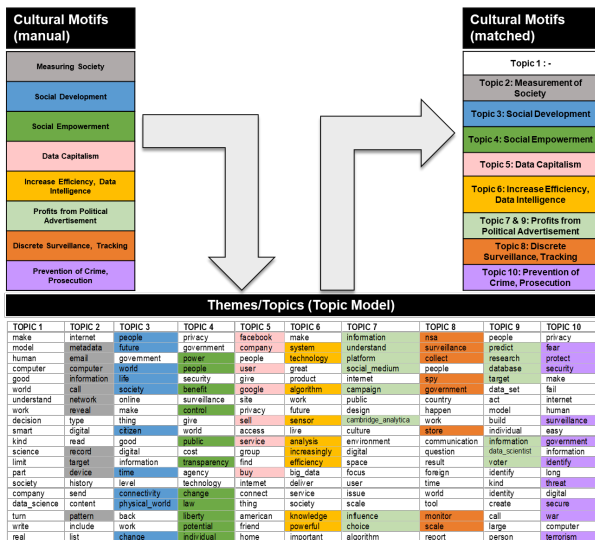 Cultural Motifs
(manual)
Measuring Society
Social Development
Social Empowerment
Data Capitalism
Increase Efficiency, Data
Intelligence
Profits from Political
Advertisement
Discrete Surveillance, Tracking
Prevention of Crime,
Prosecution
Cultural Motifs
(matched)
Topic 1 : -
Topic 2: Measurement of
Society
Topic 3: Social Development
Topic 4: Social Empowerment
Topic 5: Data Capitalism
Topic 6: Increase Efficiency,
Data Intelligence
Topic 7 & 9: Profits from
Political Advertisement
Topic 8: Discrete
Surveillance, Tracking
Topic 10: Prevention of
Crime, Prosecution
Themes/Topics (Topic Model)
TOPIC 1 TOPIC 2 TOPIC 3 TOPIC 4 TOPIC 5 TOPIC 6 TOPIC 7 TOPIC 8 TOPIC 9 TOPIC 10
make internet people privacy facebook make information nsa people privacy
model metadata future government company system understand surveillance predict fear
human email government power people technology platform collect research protect
computer computer world people user great social_media people database security
good information life security give product internet spy target make
world call society benefit google algorithm campaign government data_set fail
understand network online surveillance site work public country act internet
work reveal make control privacy future design happen model human
decision type thing give sell sensor cambridge_analytica work build surveillance
smart digital citizen world access live culture store individual easy
kind read good public service analysis environment communication information government
science record digital cost group increasingly digital question data_scientist information
limit target information transparency find efficiency space result voter identify
part device time agency buy big_data focus foreign identify long
society history level technology internet deliver user time kind threat
company send connectivity change connect service issue world identity digital
data_science content physical_world law thing society scale tool create secure
turn pattern back liberty american knowledge influence monitor call war
write include work potential friend powerful choice scale large computer
real list change individual home important algorithm report person terrorism